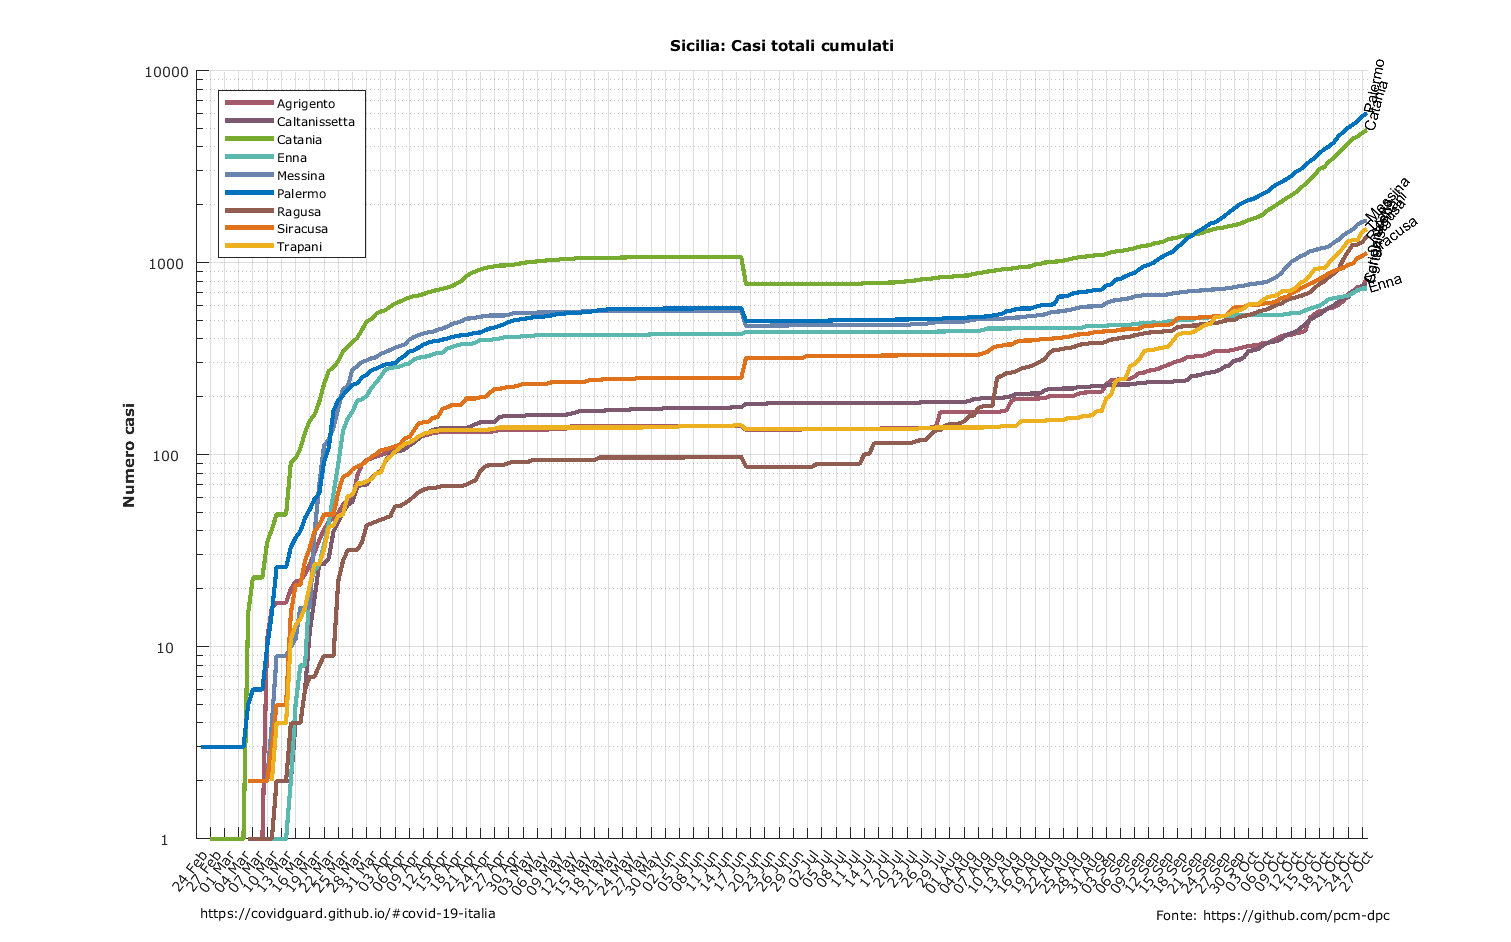 Sicilia: Casi totali cumulati
Numero casi
10000
1000
100
10
1
Agrigento
Caltanissetta
Catania
Enna
Messina
Palermo
Ragusa
Siracusa
Trapani
Palermo
Catania
Messina
Siracusa
Enna
24 Feb
27 Feb
01 Mar
04 Mar
07 Mar
10 Mar
13 Mar
16 Mar
19 Mar
22 Mar
25 Mar
28 Mar
31 Mar
03 Apr
06 Apr
09 Apr
12 Apr
15 Apr
18 Apr
21 Apr
24 Apr
27 Apr
30 Apr
03 May
06 May
09 May
12 May
15 May
18 May
21 May
24 May
27 May
30 May
02 Jun
05 Jun
08 Jun
11 Jun
14 Jun
17 Jun
20 Jun
23 Jun
26 Jun
29 Jun
02 Jul
05 Jul
08 Jul
11 Jul
14 Jul
17 Jul
20 Jul
23 Jul
26 Jul
29 Jul
01 Aug
04 Aug
07 Aug
10 Aug
13 Aug
16 Aug
19 Aug
22 Aug
25 Aug
28 Aug
31 Aug
03 Sep
06 Sep
09 Sep
12 Sep
15 Sep
18 Sep
21 Sep
24 Sep
27 Sep
30 Sep
03 Oct
06 Oct
09 Oct
12 Oct
15 Oct
18 Oct
21 Oct
24 Oct
27 Oct
https://covidguard.github.io/#covid-19-italia
Fonte: https://github.com/pcm-dpc